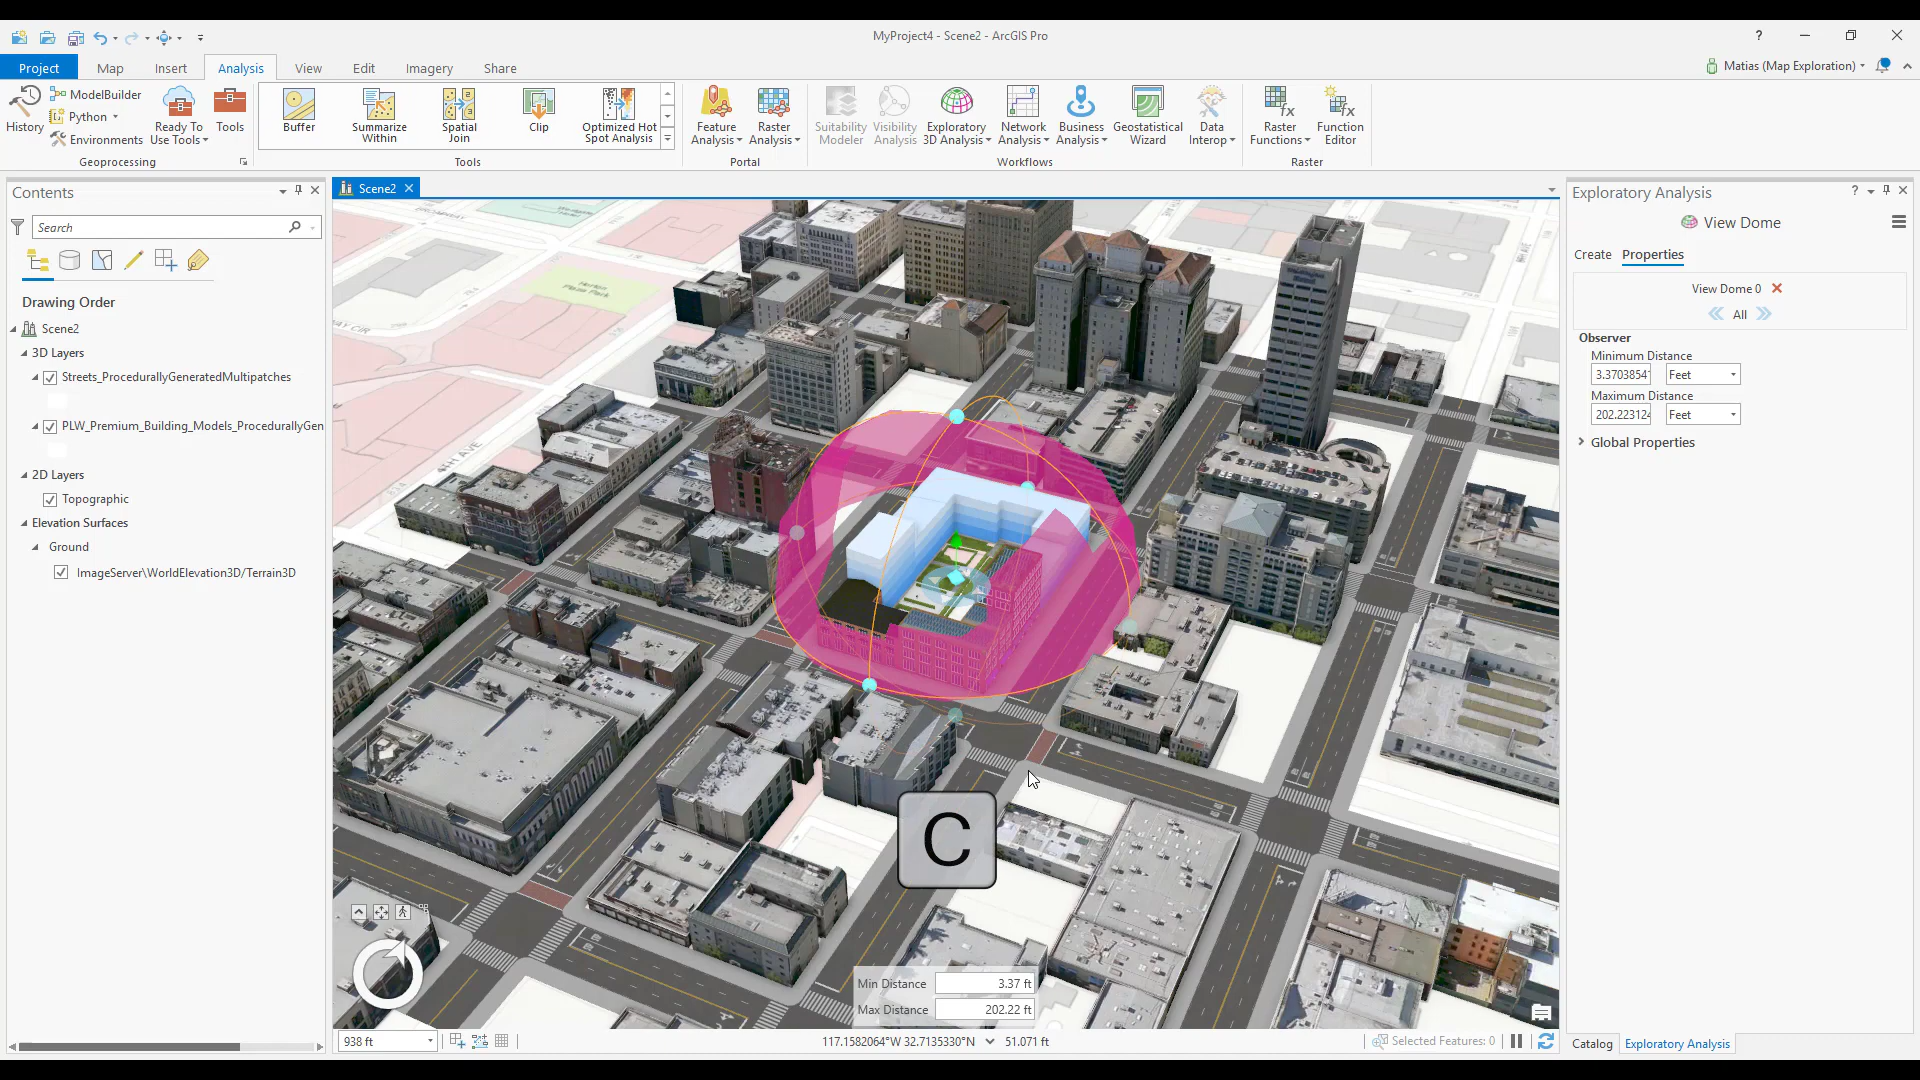 MyProject4 - Scene2 - ArcGIS Pro
?
Project
Map
Insert
Analysis
View
Edit
Imagery
Share
Matias (Map Exploration)
History
ModelBuilder
Python
Environments
Ready To
Use Tools
Tools
Buffer
Summarize
Within
Spatial
Join
Clip
Optimized Hot
Spot Analysis
Feature
Analysis
Raster
Analysis
Suitability
Modeler
Visibility
Analysis
Exploratory
3D Analysis
Network
Analysis
Business
Analysis
Geostatistical
Wizard
Data
Interop
Raster
Functions
Function
Editor
Geoprocessing
Tools
Portal
Workflows
Raster
Contents
Search
Drawing Order
Scene2
3D Layers
Streets_ProcedurallyGeneratedMultipatches
PLW_Premium_Building_Models_ProcedurallyGen
2D Layers
Topographic
Elevation Surfaces
Ground
ImageServer\WorldElevation3D/Terrain3D
Scene2
Horton
Plaza Park
4TH AVE
C
Min Distance 3.37 ft
Max Distance 202.22 ft
938 ft
117.1582064°W 32.7135330°N
51.071 ft
Selected Features: 0
Exploratory Analysis
?
View Dome
Create
Properties
View Dome 0
All
Observer
Minimum Distance
3.3703854
Feet
Maximum Distance
202.223124
Feet
Global Properties
Catalog
Exploratory Analysis